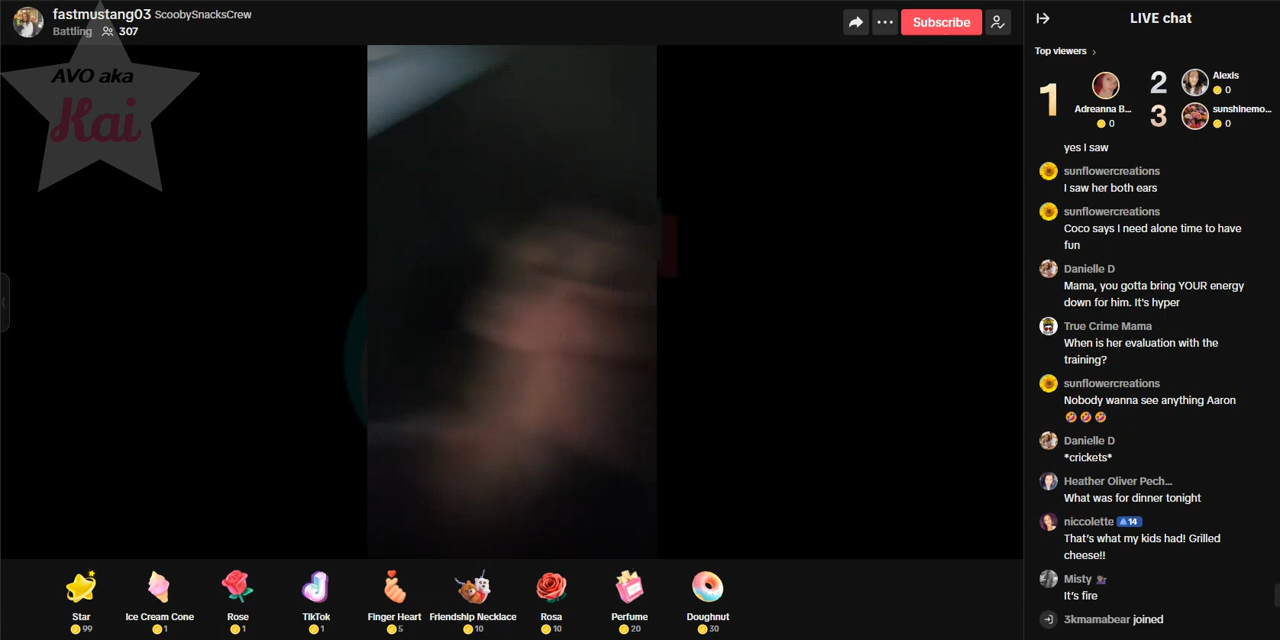 fastmustang03 ScoobySnacksCrew
Battling 307
Subscribe
AVO aka
Kai
LIVE chat
Top viewers
1
Adreanna B...
0
2
Alexis
0
3
sunshinemo...
0
yes I saw
sunflowercreations
I saw her both ears
sunflowercreations
Coco says I need alone time to have
fun
Danielle D
Mama, you gotta bring YOUR energy
down for him. It's hyper
True Crime Mama
When is her evaluation with the
training?
sunflowercreations
Nobody wanna see anything Aaron
🤣 🤣 🤣
Danielle D
*crickets*
Heather Oliver Pech...
What was for dinner tonight
niccolette 14
That's what my kids had! Grilled
cheese!!
Misty
It's fire
3kmamabear joined
Star
99
Ice Cream Cone
1
Rose
1
TikTok
1
Finger Heart
5
Friendship Necklace
10
Rosa
10
Perfume
20
Doughnut
30